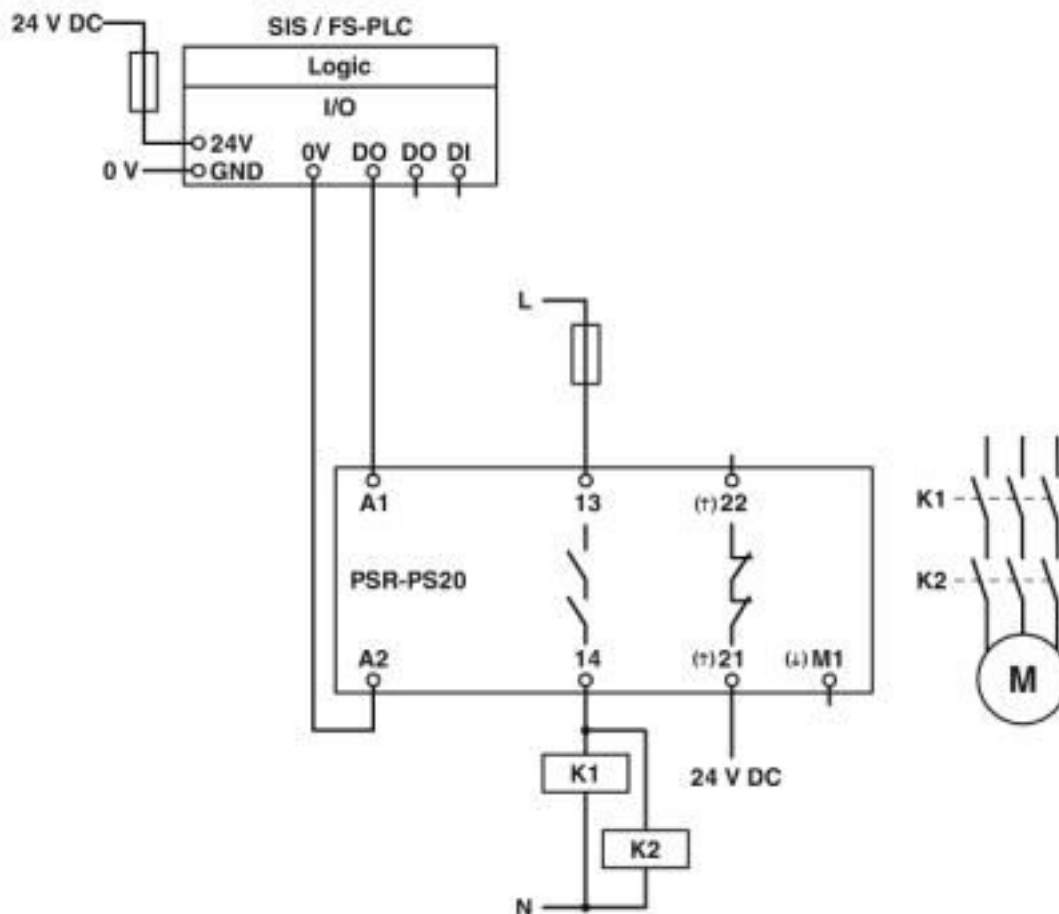 24 V DC
SIS / FS-PLC
Logic
I/O
24V
0V DO DO DI
0 V
GND
L
A1
13
(↑) 22
K1
PSR-PS20
K2
A2
14
(↑) 21
(↓) M1
M
K1
24 V DC
K2
N